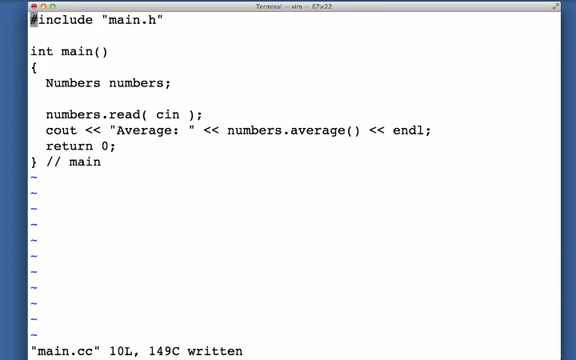 Terminal — vim — 67×22
#include "main.h"
int main()
{
Numbers numbers;
numbers.read( cin );
cout << "Average: " << numbers.average() << endl;
return 0;
} // main
~
~
~
~
~
~
~
~
~
~
~
"main.cc" 10L, 149C written